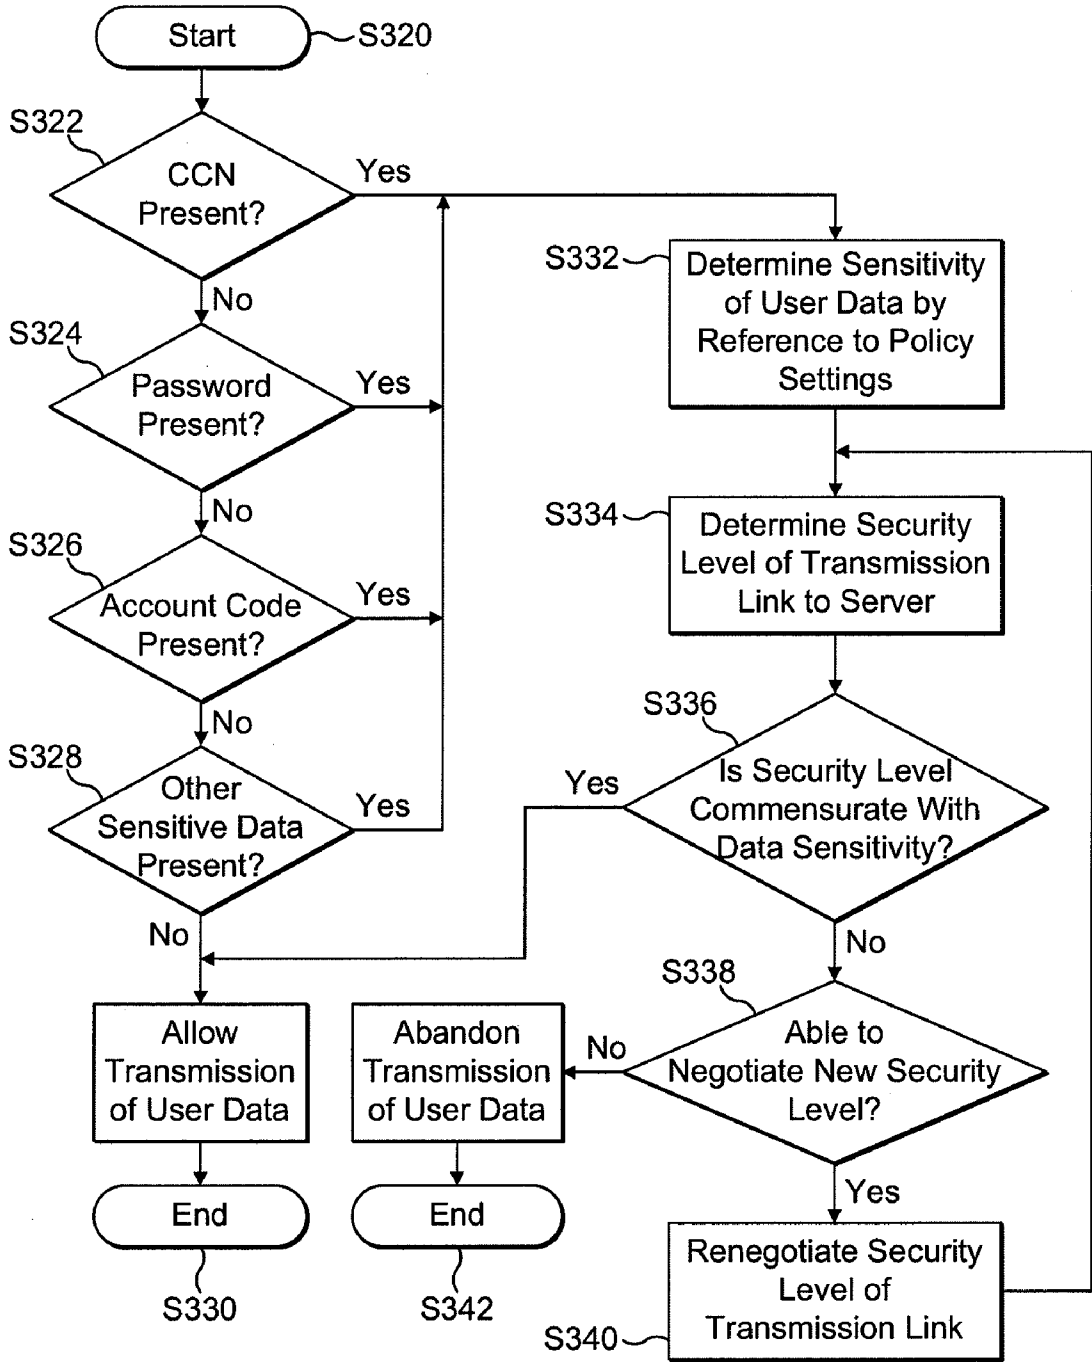 Start
S320
S322
CCN
Present?
Yes
No
S324
Password
Present?
Yes
No
S326
Account Code
Present?
Yes
No
S328
Other
Sensitive Data
Present?
Yes
No
Allow
Transmission
of User Data
End
S330
S332
Determine Sensitivity
of User Data by
Reference to Policy
Settings
S334
Determine Security
Level of Transmission
Link to Server
S336
Is Security Level
Commensurate With
Data Sensitivity?
Yes
No
S338
Able to
Negotiate New Security
Level?
No
Abandon
Transmission
of User Data
End
S342
Yes
Renegotiate Security
Level of
Transmission Link
S340